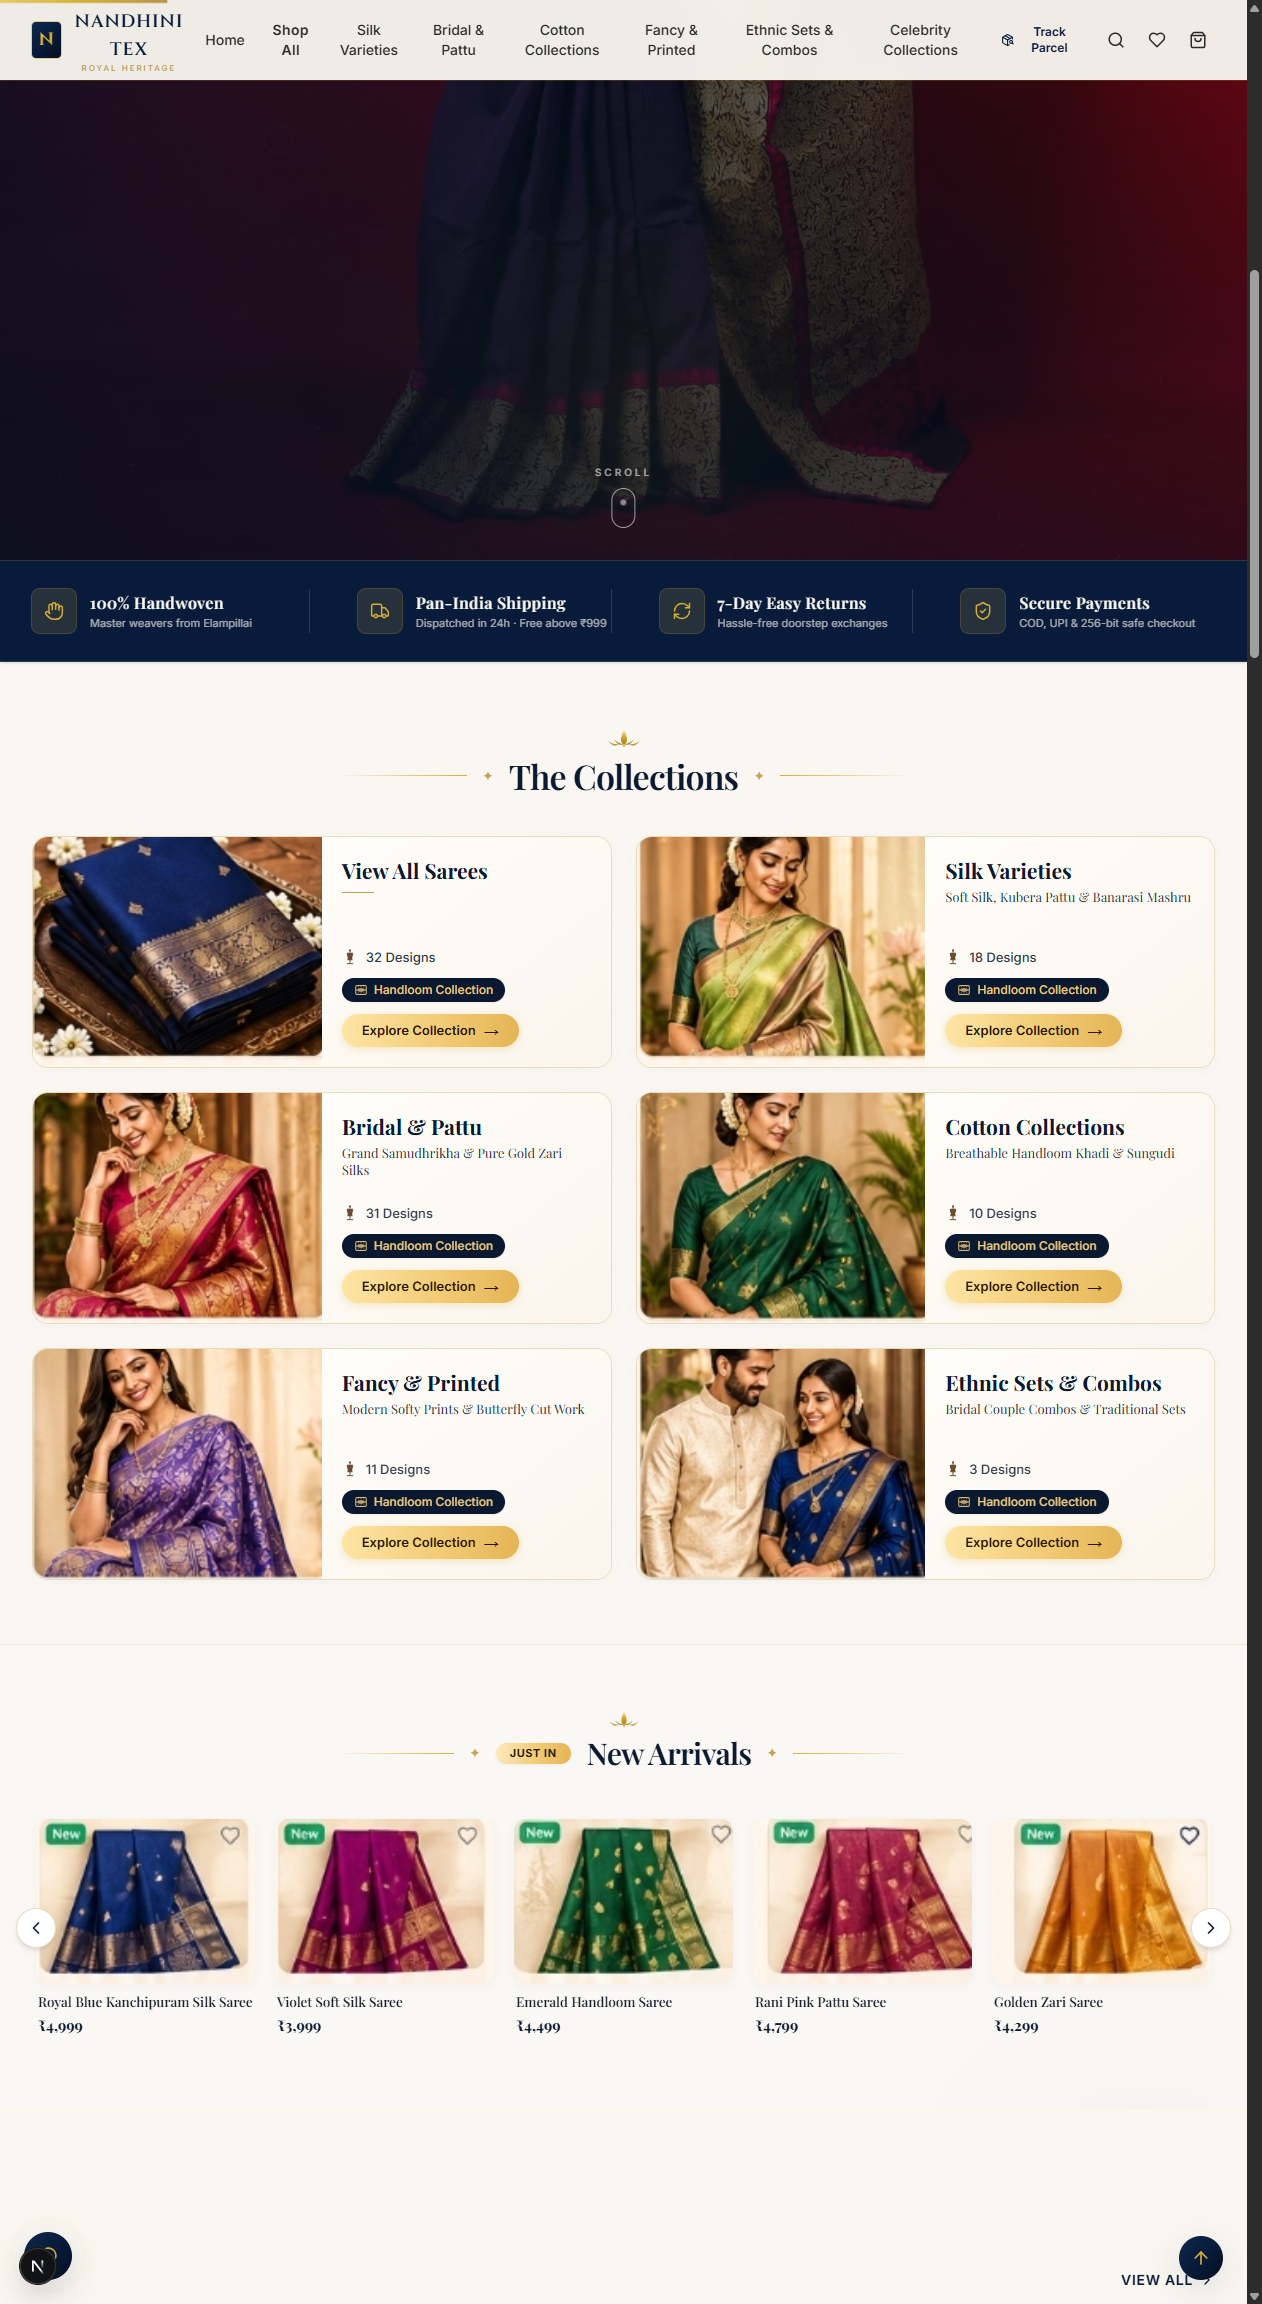 N
NANDHINI
TEX
ROYAL HERITAGE
Home
Shop
All
Silk
Varieties
Bridal &
Pattu
Cotton
Collections
Fancy &
Printed
Ethnic Sets &
Combos
Celebrity
Collections
Track
Parcel
SCROLL
100% Handwoven
Master weavers from Elampillai
Pan-India Shipping
Dispatched in 24h · Free above ₹999
7-Day Easy Returns
Hassle-free doorstep exchanges
Secure Payments
COD, UPI & 256-bit safe checkout
The Collections
View All Sarees
32 Designs
Handloom Collection
Explore Collection →
Silk Varieties
Soft Silk, Kubera Pattu & Banarasi Mashru
18 Designs
Handloom Collection
Explore Collection →
Bridal & Pattu
Grand Samudhrikha & Pure Gold Zari
Silks
31 Designs
Handloom Collection
Explore Collection →
Cotton Collections
Breathable Handloom Khadi & Sungudi
10 Designs
Handloom Collection
Explore Collection →
Fancy & Printed
Modern Softy Prints & Butterfly Cut Work
11 Designs
Handloom Collection
Explore Collection →
Ethnic Sets & Combos
Bridal Couple Combos & Traditional Sets
3 Designs
Handloom Collection
Explore Collection →
JUST IN
New Arrivals
New
Royal Blue Kanchipuram Silk Saree
₹4,999
New
Violet Soft Silk Saree
₹3,999
New
Emerald Handloom Saree
₹4,499
New
Rani Pink Pattu Saree
₹4,799
New
Golden Zari Saree
₹4,299
N
VIEW ALL